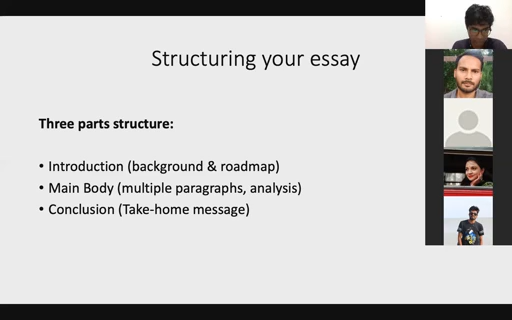 Structuring your essay
Three parts structure:
• Introduction (background & roadmap)
• Main Body (multiple paragraphs, analysis)
• Conclusion (Take-home message)